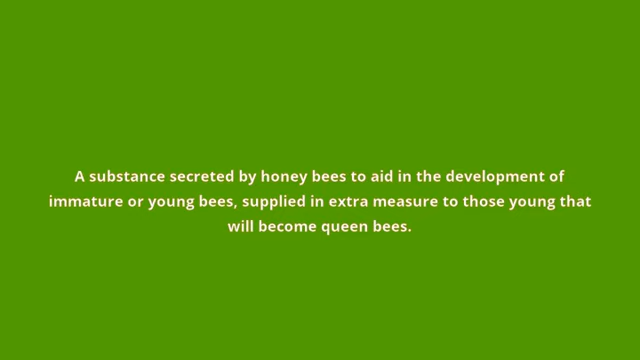 A substance secreted by honey bees to aid in the development of
immature or young bees, supplied in extra measure to those young that
will become queen bees.